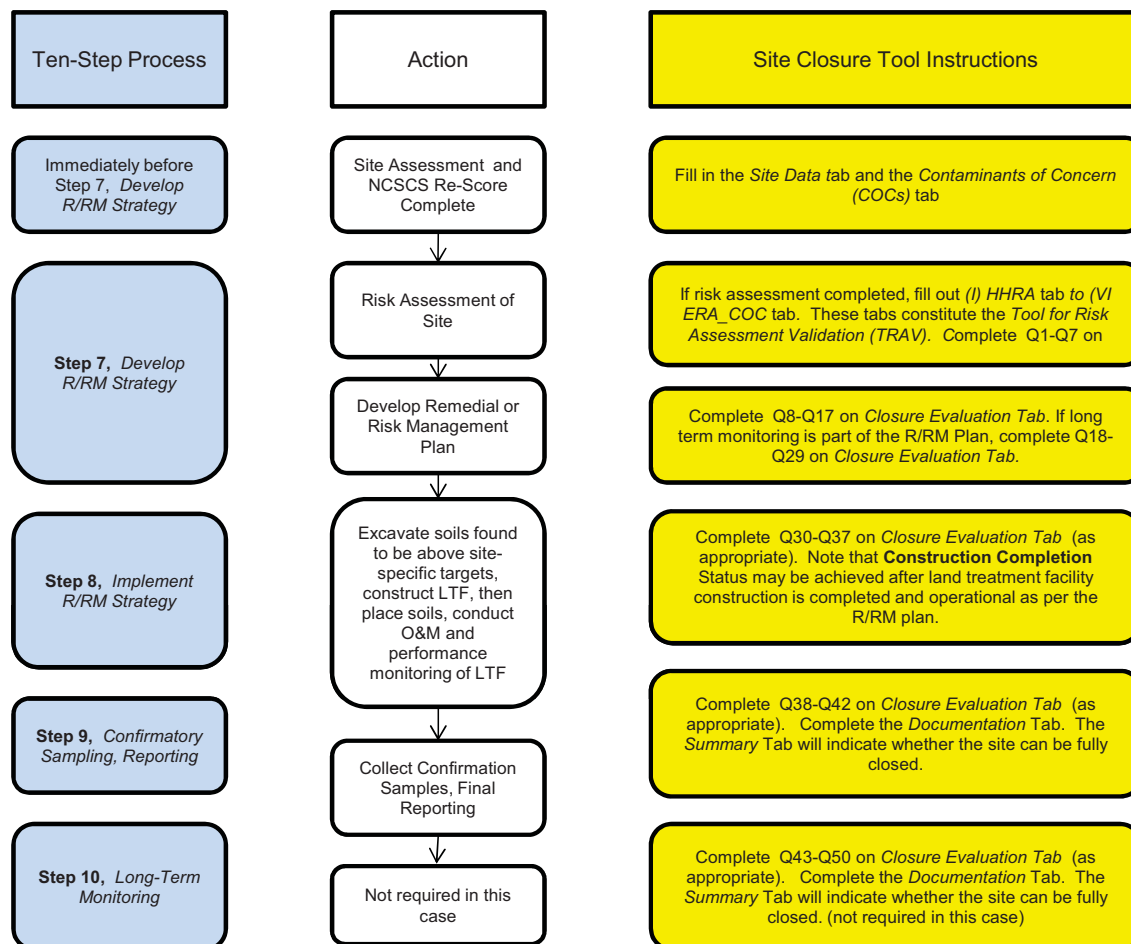 Ten-Step Process
Action
Site Closure Tool Instructions
Immediately before
Step 7, Develop
R/RM Strategy
Site Assessment and
NCSCS Re-Score
Complete
Fill in the Site Data tab and the Contaminants of Concern
(COCs) tab
Step 7, Develop
R/RM Strategy
Risk Assessment of
Site
If risk assessment completed, fill out (I) HHRA tab to (VI
ERA_COC tab. These tabs constitute the Tool for Risk
Assessment Validation (TRAV). Complete Q1-Q7 on
Develop Remedial or
Risk Management
Plan
Complete Q8-Q17 on Closure Evaluation Tab. If long
term monitoring is part of the R/RM Plan, complete Q18-
Q29 on Closure Evaluation Tab.
Step 8, Implement
R/RM Strategy
Excavate soils found
to be above site-
specific targets,
construct LTF, then
place soils, conduct
O&M and
performance
monitoring of LTF
Complete Q30-Q37 on Closure Evaluation Tab (as
appropriate). Note that Construction Completion
Status may be achieved after land treatment facility
construction is completed and operational as per the
R/RM plan.
Step 9, Confirmatory
Sampling, Reporting
Collect Confirmation
Samples, Final
Reporting
Complete Q38-Q42 on Closure Evaluation Tab (as
appropriate). Complete the Documentation Tab. The
Summary Tab will indicate whether the site can be fully
closed.
Step 10, Long-Term
Monitoring
Not required in this
case
Complete Q43-Q50 on Closure Evaluation Tab (as
appropriate). Complete the Documentation Tab. The
Summary Tab will indicate whether the site can be fully
closed. (not required in this case)